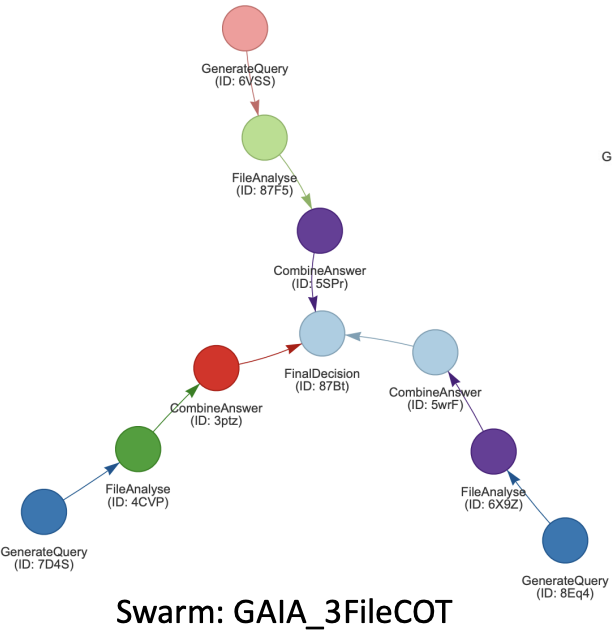 GenerateQuery
(ID: 6VSS)
G
FileAnalyse
(ID: 87F5)
CombineAnswer
(ID: 5SPr)
FinalDecision
(ID: 87Bt)
CombineAnswer
(ID: 5wrF)
CombineAnswer
(ID: 3ptz)
FileAnalyse
(ID: 4CVP)
FileAnalyse
(ID: 6X9Z)
GenerateQuery
(ID: 7D4S)
GenerateQuery
(ID: 8Eq4)
Swarm: GAIA_3FileCOT